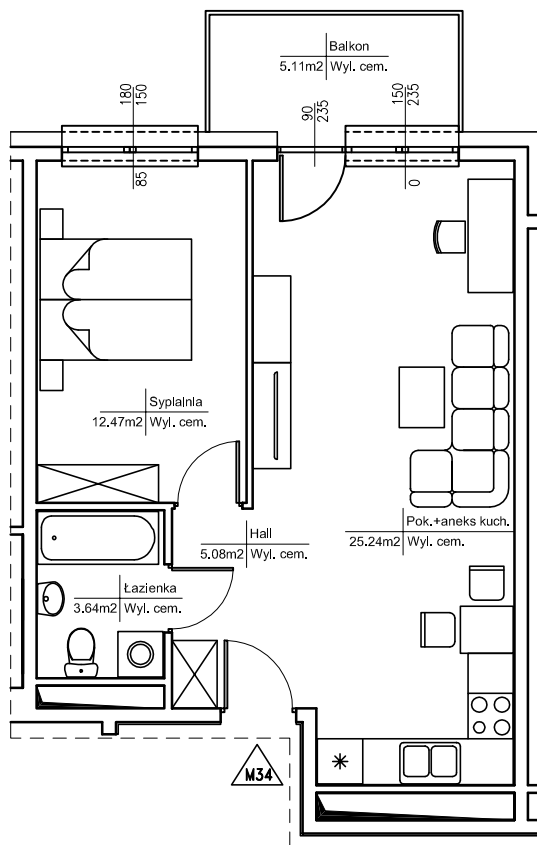 Balkon
5.11m2 Wyl. cem.
180
150
85
90
235
150
235
0
Syplalnla
12.47m2 Wyl. cem.
Hall
5.08m2 Wyl. cem.
Pok.+aneks kuch.
25.24m2 Wyl. cem.
Łazienka
3.64m2 Wyl. cem.
M34